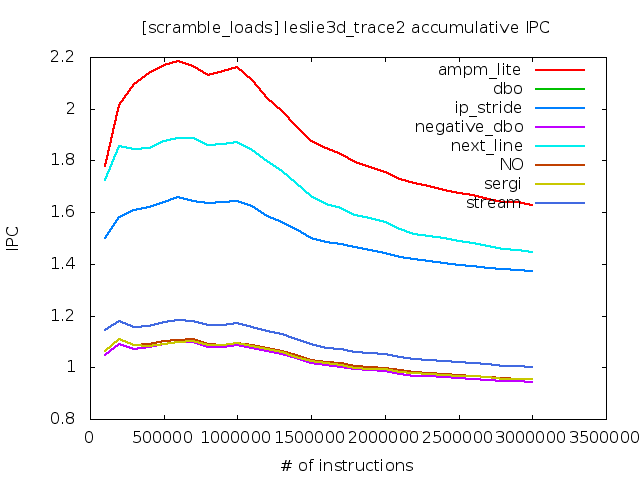 [scramble_loads] leslie3d_trace2 accumulative IPC
2.2
2
1.8
1.6
1.4
1.2
1
0.8
IPC
ampm_lite
dbo
ip_stride
negative_dbo
next_line
NO
sergi
stream
0 500000 1000000 1500000 2000000 2500000 3000000 3500000
# of instructions